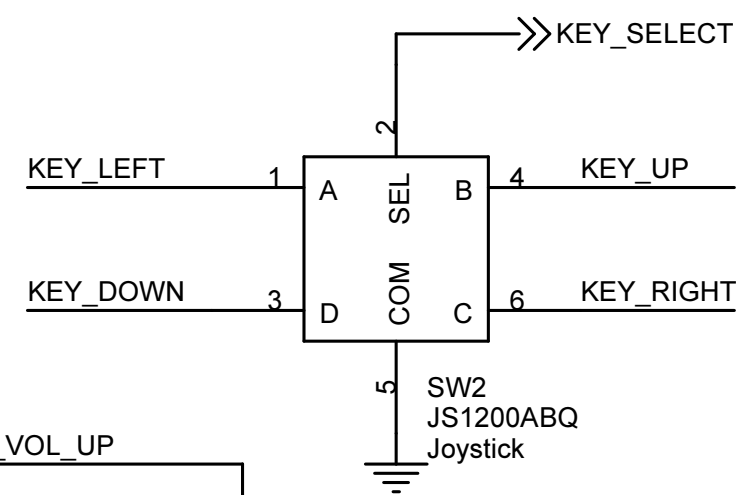 KEY_SELECT
2
KEY_LEFT 1 A SEL B 4 KEY_UP
KEY_DOWN 3 D COM C 6 KEY_RIGHT
5
SW2
JS1200ABQ
Joystick
_VOL_UP